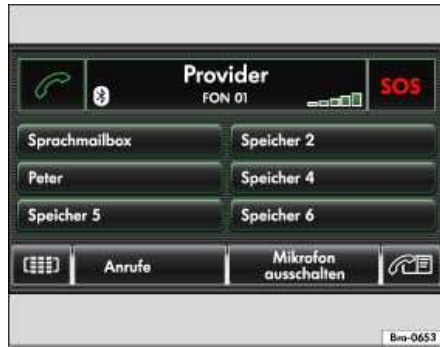 Provider
FON 01
SOS
Sprachmailbox
Speicher 2
Peter
Speicher 4
Speicher 5
Speicher 6
Anrufe
Mikrofon
ausschalten
Bra-0653